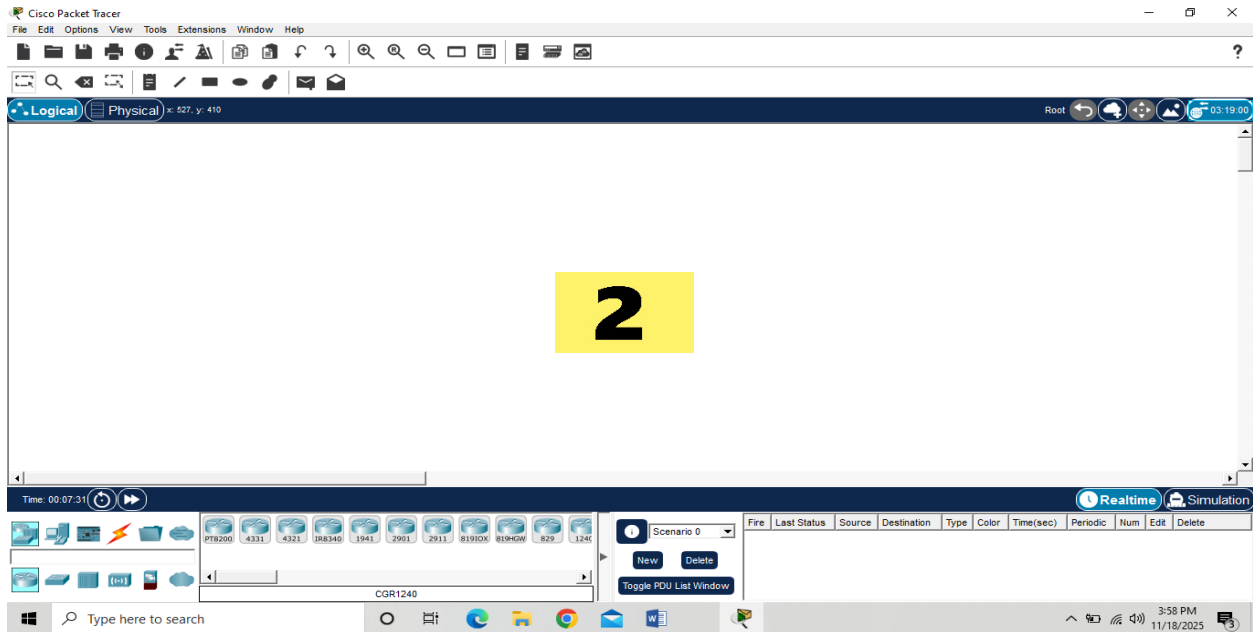 Cisco Packet Tracer
File Edit Options View Tools Extensions Window Help
?
Logical Physical x: 527, y: 410 Root 03:19:00
2
Time: 00:07:31 Realtime Simulation
PT8200 4331 4321 IR8340 1941 2901 2911 819IOX 819HGW 829 1240
CGR1240
Scenario 0
New Delete
Toggle PDU List Window
Fire Last Status Source Destination Type Color Time(sec) Periodic Num Edit Delete
Type here to search
3:58 PM
11/18/2025
3